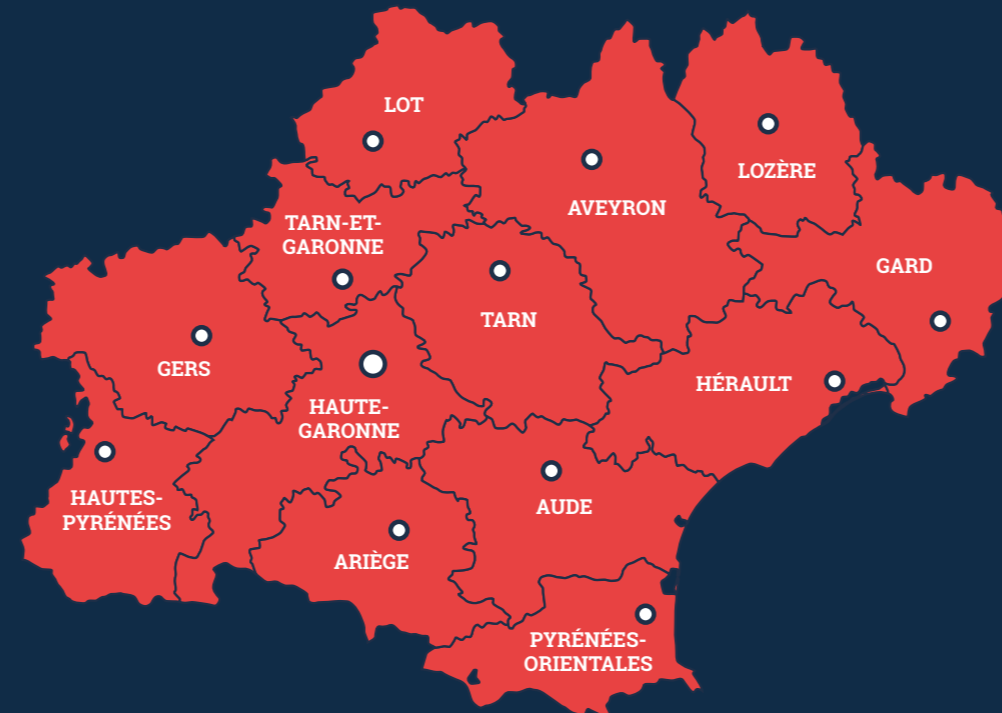 LOT
LOZÈRE
AVEYRON
TARN-ET-
GARONNE
GARD
TARN
GERS
HÉRAULT
HAUTE-
GARONNE
HAUTES-
PYRÉNÉES
AUDE
ARIÈGE
PYRÉNÉES-
ORIENTALES